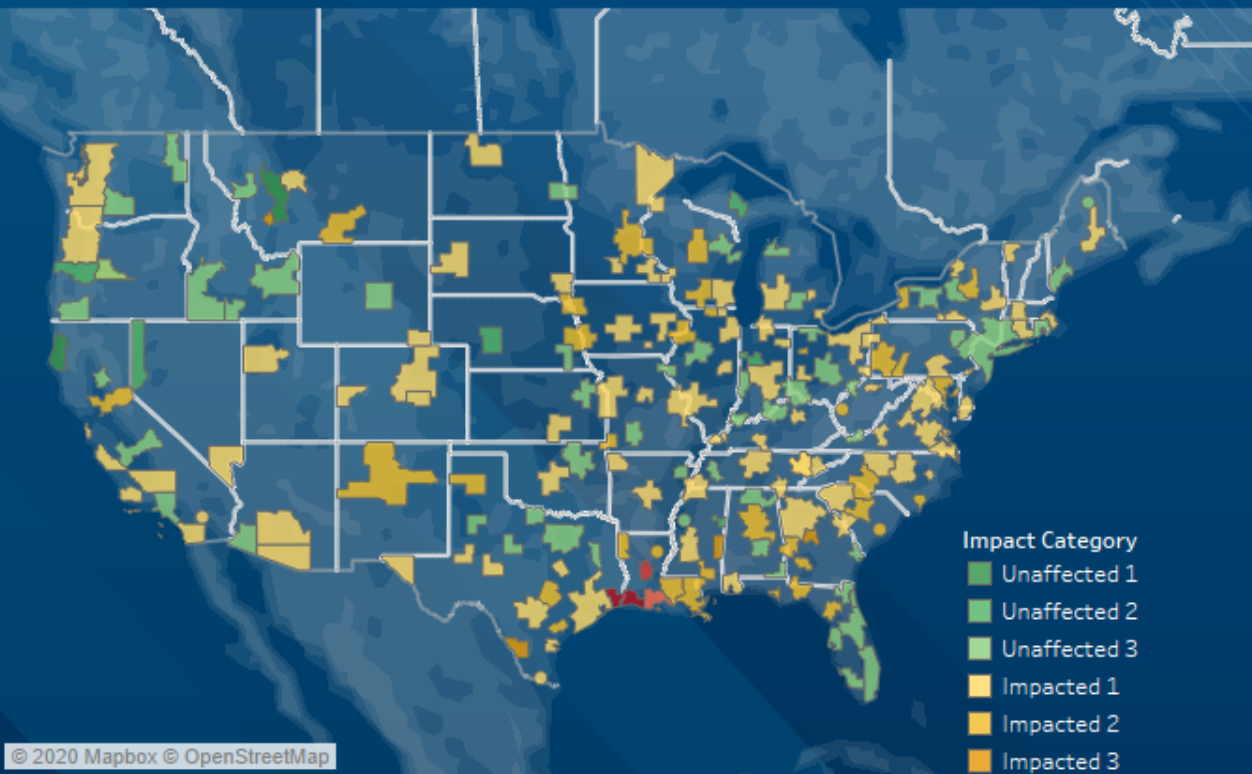 Impact Category
Unaffected 1
Unaffected 2
Unaffected 3
Impacted 1
Impacted 2
Impacted 3
© 2020 Mapbox © OpenStreetMap